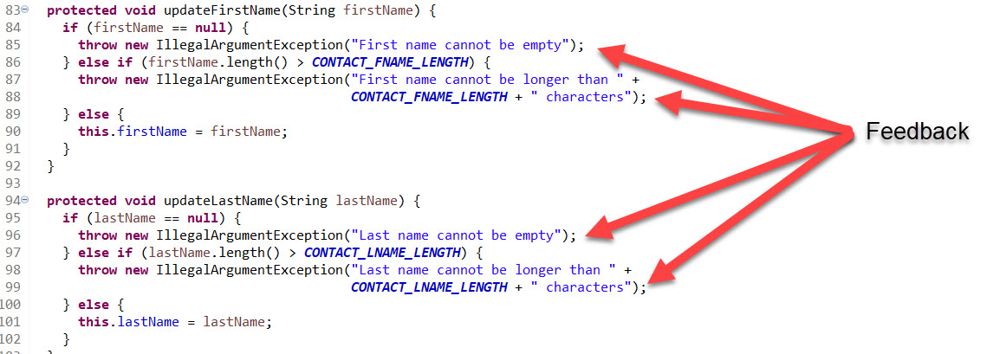 83 protected void updateFirstName(String firstName) {
84 if (firstName == null) {
85 throw new IllegalArgumentException("First name cannot be empty");
86 } else if (firstName.length() > CONTACT_FNAME_LENGTH) {
87 throw new IllegalArgumentException("First name cannot be longer than " +
88 CONTACT_FNAME_LENGTH + " characters");
89 } else {
90 this.firstName = firstName;
91 }
92 }
93
94 protected void updateLastName(String lastName) {
95 if (lastName == null) {
96 throw new IllegalArgumentException("Last name cannot be empty");
97 } else if (lastName.length() > CONTACT_LNAME_LENGTH) {
98 throw new IllegalArgumentException("Last name cannot be longer than " +
99 CONTACT_LNAME_LENGTH + " characters");
100 } else {
101 this.lastName = lastName;
102 }
Feedback